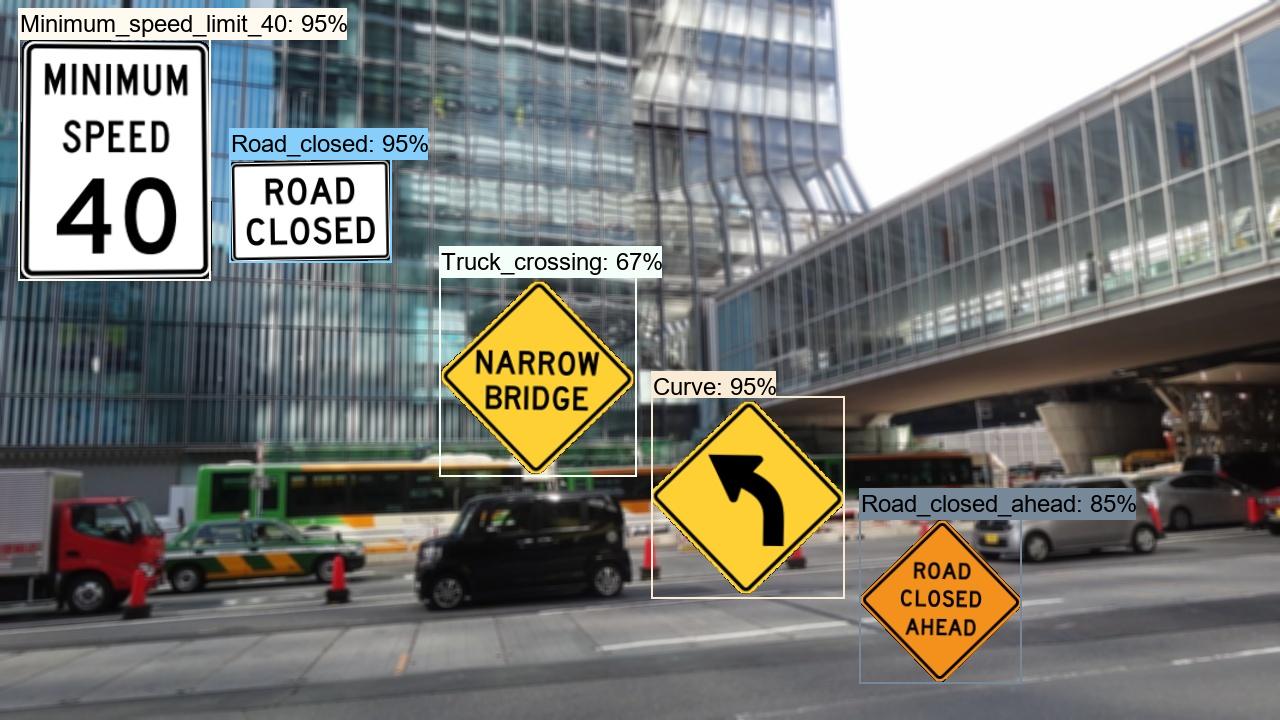 Minimum_speed_limit_40: 95%
MINIMUM
SPEED
40
Road_closed: 95%
ROAD
CLOSED
Truck_crossing: 67%
NARROW
BRIDGE
Curve: 95%
Road_closed_ahead: 85%
ROAD
CLOSED
AHEAD